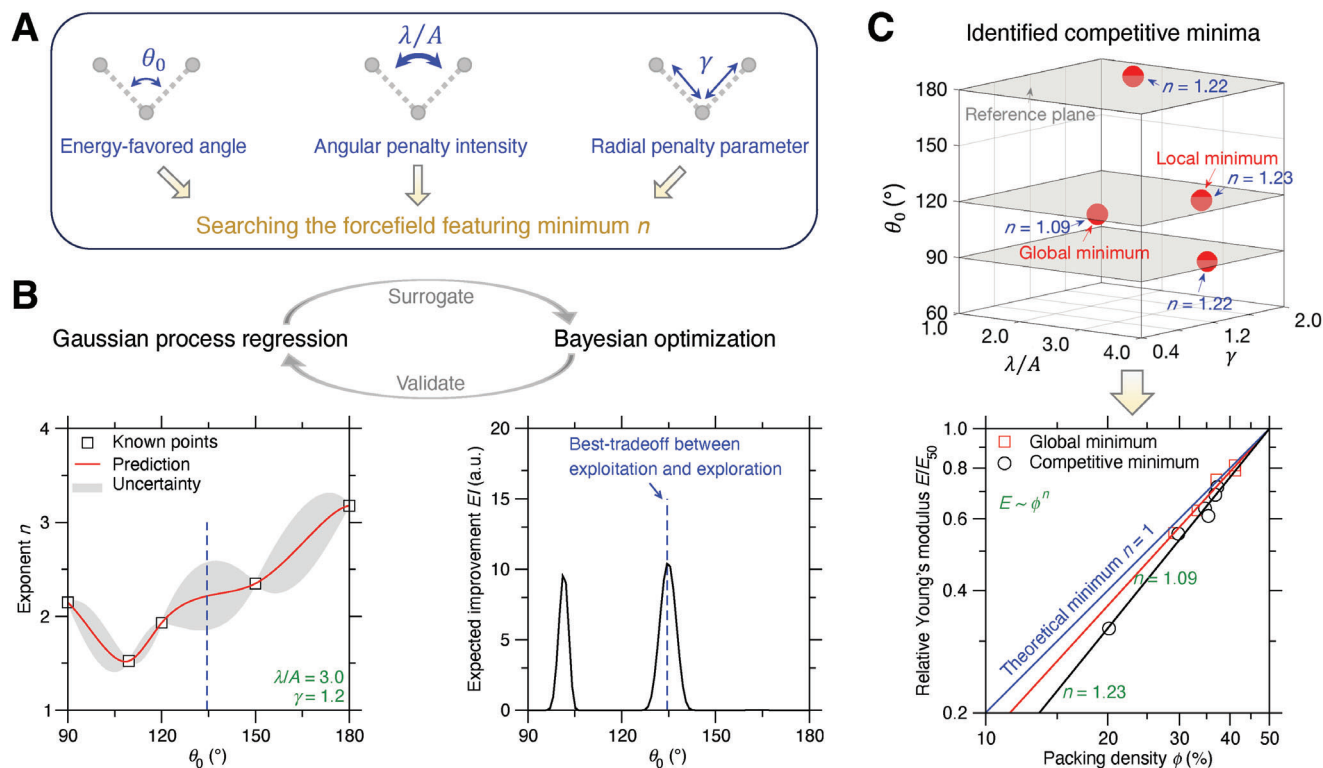 A
θ0
λ/A
γ
Energy-favored angle
Angular penalty intensity
Radial penalty parameter
Searching the forcefield featuring minimum n
B
Surrogate
Gaussian process regression
Bayesian optimization
Validate
4
3
2
1
Exponent n
Known points
Prediction
Uncertainty
λ/A = 3.0
γ = 1.2
90
120
150
180
θ0 (°)
20
15
10
5
0
Expected improvement EI (a.u.)
Best-tradeoff between
exploitation and exploration
90
120
150
180
θ0 (°)
C
Identified competitive minima
180
150
120
90
60
θ0 (°)
n = 1.22
Reference plane
Local minimum
n = 1.23
n = 1.09
Global minimum
n = 1.22
1.0
2.0
3.0
4.0
λ/A
0.4
1.2
2.0
γ
1.0
0.8
0.6
0.4
0.2
Relative Young's modulus E/E50
Global minimum
Competitive minimum
E ~ ϕn
Theoretical minimum n = 1
n = 1.09
n = 1.23
10
20
30
40
50
Packing density ϕ (%)